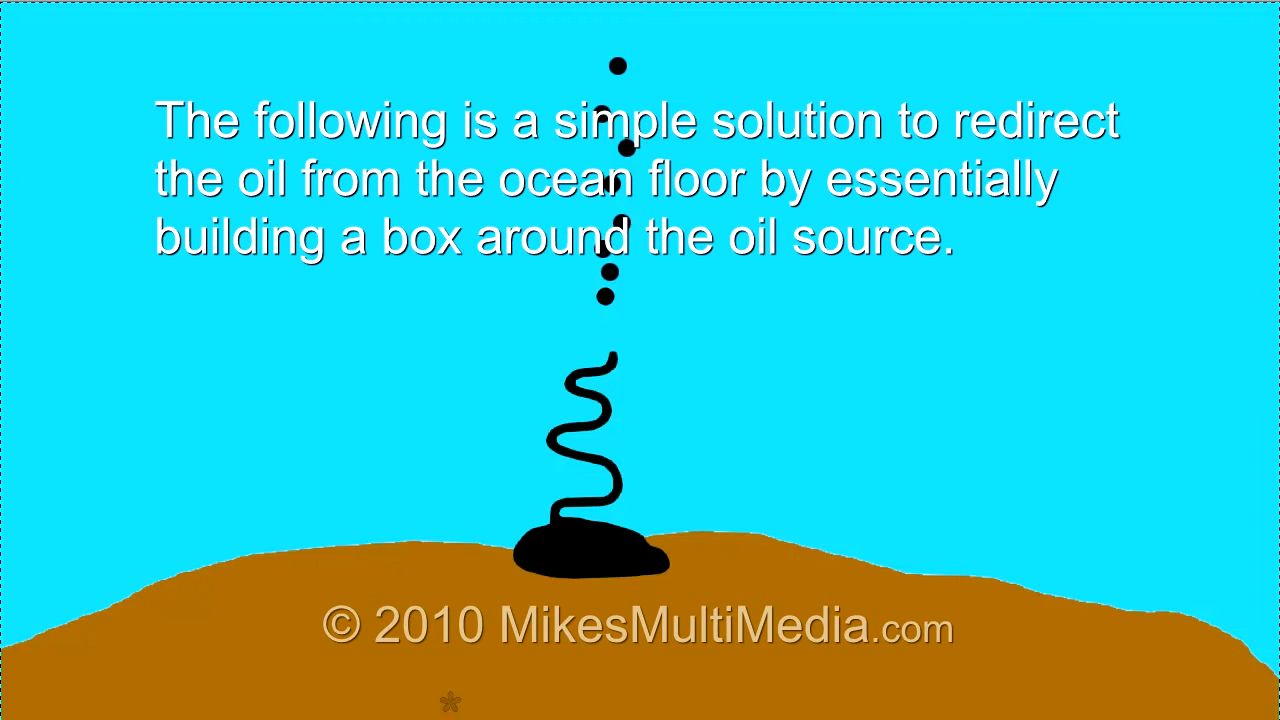 The following is a simple solution to redirect
the oil from the ocean floor by essentially
building a box around the oil source.
© 2010 MikesMultiMedia.com